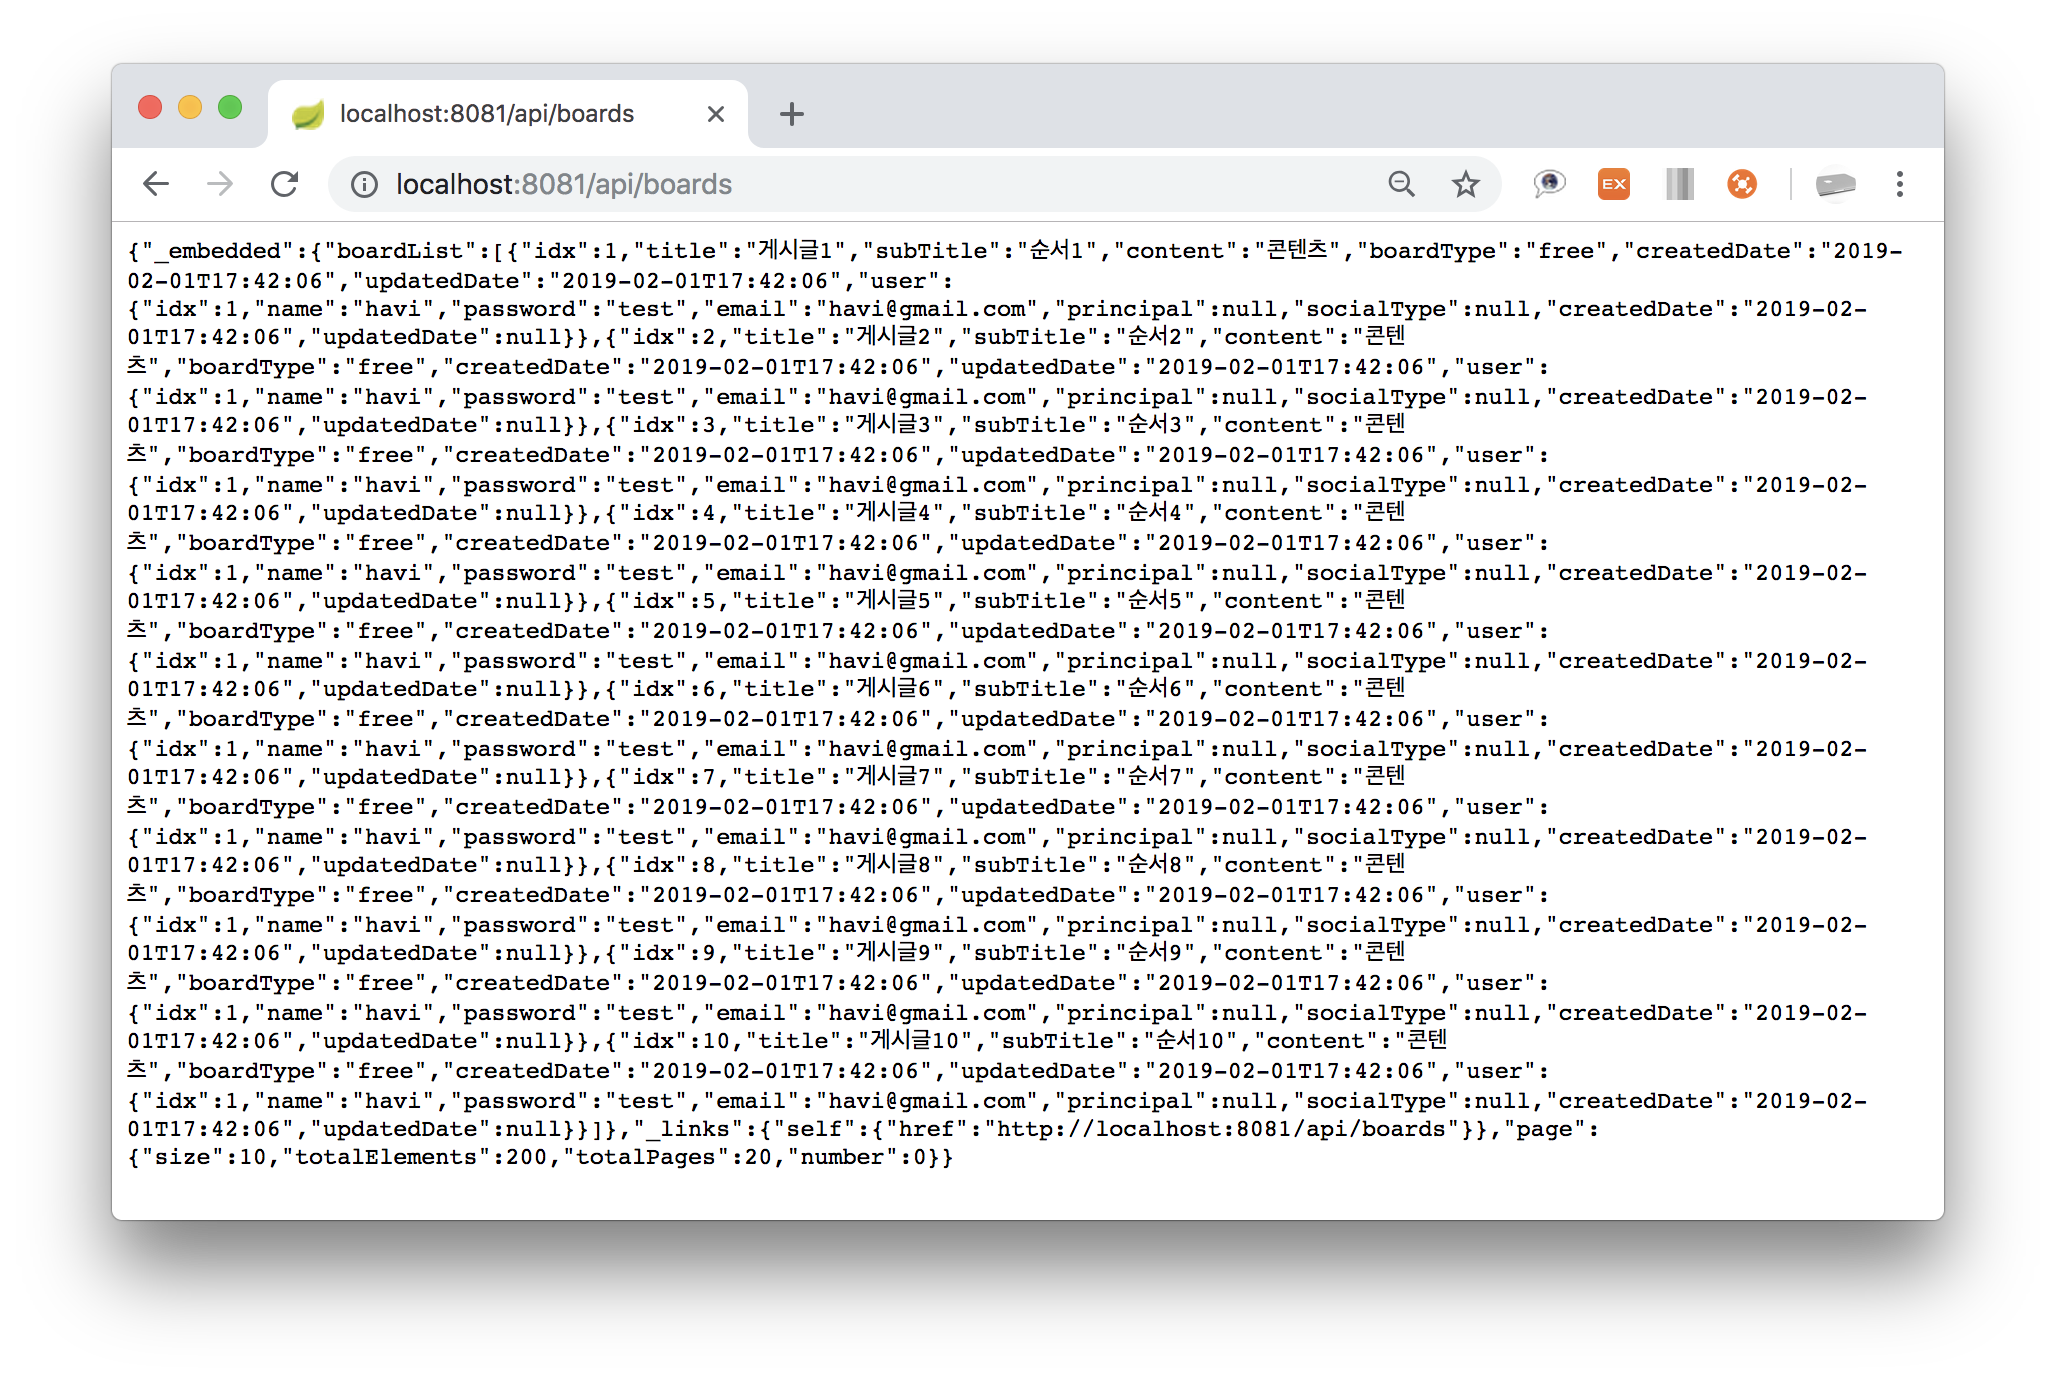 localhost:8081/api/boards
localhost:8081/api/boards
EX
{"_embedded":{"boardList":[{"idx":1,"title":"게시글1","subTitle":"순서1","content":"콘텐츠","boardType":"free","createdDate":"2019-
02-01T17:42:06","updatedDate":"2019-02-01T17:42:06","user":
{"idx":1,"name":"havi","password":"test","email":"havi@gmail.com","principal":null,"socialType":null,"createdDate":"2019-02-
01T17:42:06","updatedDate":null}},{"idx":2,"title":"게시글2","subTitle":"순서2","content":"콘텐
츠","boardType":"free","createdDate":"2019-02-01T17:42:06","updatedDate":"2019-02-01T17:42:06","user":
{"idx":1,"name":"havi","password":"test","email":"havi@gmail.com","principal":null,"socialType":null,"createdDate":"2019-02-
01T17:42:06","updatedDate":null}},{"idx":3,"title":"게시글3","subTitle":"순서3","content":"콘텐
츠","boardType":"free","createdDate":"2019-02-01T17:42:06","updatedDate":"2019-02-01T17:42:06","user":
{"idx":1,"name":"havi","password":"test","email":"havi@gmail.com","principal":null,"socialType":null,"createdDate":"2019-02-
01T17:42:06","updatedDate":null}},{"idx":4,"title":"게시글4","subTitle":"순서4","content":"콘텐
츠","boardType":"free","createdDate":"2019-02-01T17:42:06","updatedDate":"2019-02-01T17:42:06","user":
{"idx":1,"name":"havi","password":"test","email":"havi@gmail.com","principal":null,"socialType":null,"createdDate":"2019-02-
01T17:42:06","updatedDate":null}},{"idx":5,"title":"게시글5","subTitle":"순서5","content":"콘텐
츠","boardType":"free","createdDate":"2019-02-01T17:42:06","updatedDate":"2019-02-01T17:42:06","user":
{"idx":1,"name":"havi","password":"test","email":"havi@gmail.com","principal":null,"socialType":null,"createdDate":"2019-02-
01T17:42:06","updatedDate":null}},{"idx":6,"title":"게시글6","subTitle":"순서6","content":"콘텐
츠","boardType":"free","createdDate":"2019-02-01T17:42:06","updatedDate":"2019-02-01T17:42:06","user":
{"idx":1,"name":"havi","password":"test","email":"havi@gmail.com","principal":null,"socialType":null,"createdDate":"2019-02-
01T17:42:06","updatedDate":null}},{"idx":7,"title":"게시글7","subTitle":"순서7","content":"콘텐
츠","boardType":"free","createdDate":"2019-02-01T17:42:06","updatedDate":"2019-02-01T17:42:06","user":
{"idx":1,"name":"havi","password":"test","email":"havi@gmail.com","principal":null,"socialType":null,"createdDate":"2019-02-
01T17:42:06","updatedDate":null}},{"idx":8,"title":"게시글8","subTitle":"순서8","content":"콘텐
츠","boardType":"free","createdDate":"2019-02-01T17:42:06","updatedDate":"2019-02-01T17:42:06","user":
{"idx":1,"name":"havi","password":"test","email":"havi@gmail.com","principal":null,"socialType":null,"createdDate":"2019-02-
01T17:42:06","updatedDate":null}},{"idx":9,"title":"게시글9","subTitle":"순서9","content":"콘텐
츠","boardType":"free","createdDate":"2019-02-01T17:42:06","updatedDate":"2019-02-01T17:42:06","user":
{"idx":1,"name":"havi","password":"test","email":"havi@gmail.com","principal":null,"socialType":null,"createdDate":"2019-02-
01T17:42:06","updatedDate":null}},{"idx":10,"title":"게시글10","subTitle":"순서10","content":"콘텐
츠","boardType":"free","createdDate":"2019-02-01T17:42:06","updatedDate":"2019-02-01T17:42:06","user":
{"idx":1,"name":"havi","password":"test","email":"havi@gmail.com","principal":null,"socialType":null,"createdDate":"2019-02-
01T17:42:06","updatedDate":null}}]},"_links":{"self":{"href":"http://localhost:8081/api/boards"}},"page":
{"size":10,"totalElements":200,"totalPages":20,"number":0}}